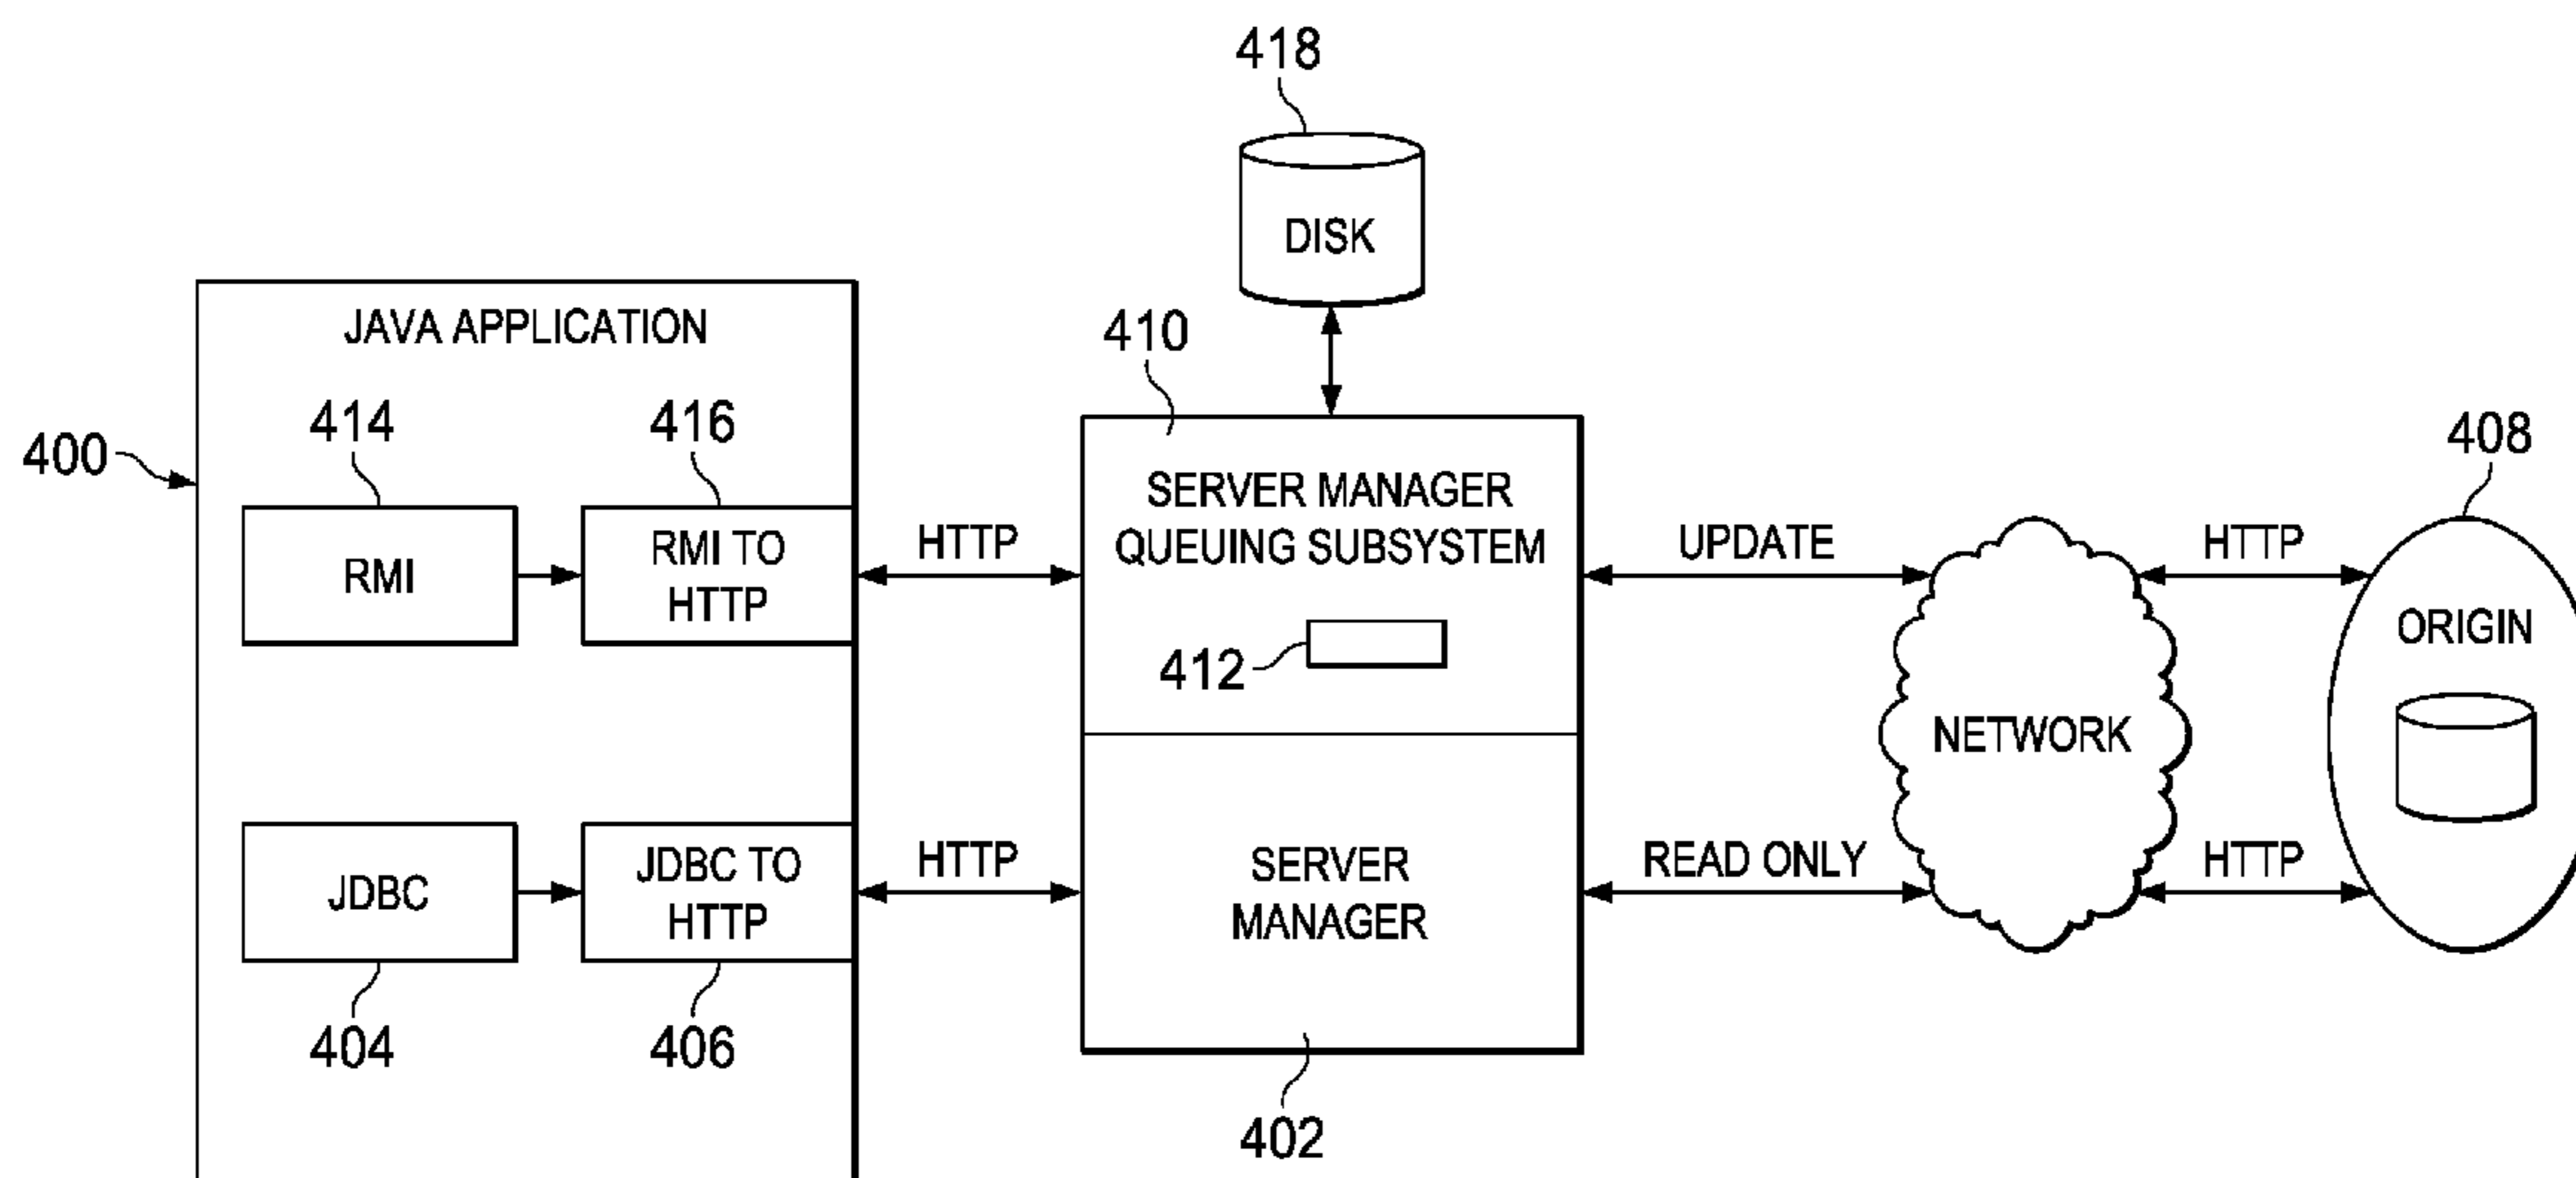 418
DISK
410
JAVA APPLICATION
414
416
400
408
SERVER MANAGER
QUEUING SUBSYSTEM
RMI
RMI TO
HTTP
HTTP
UPDATE
HTTP
ORIGIN
412
NETWORK
JDBC
JDBC TO
HTTP
HTTP
SERVER
MANAGER
READ ONLY
HTTP
404
406
402